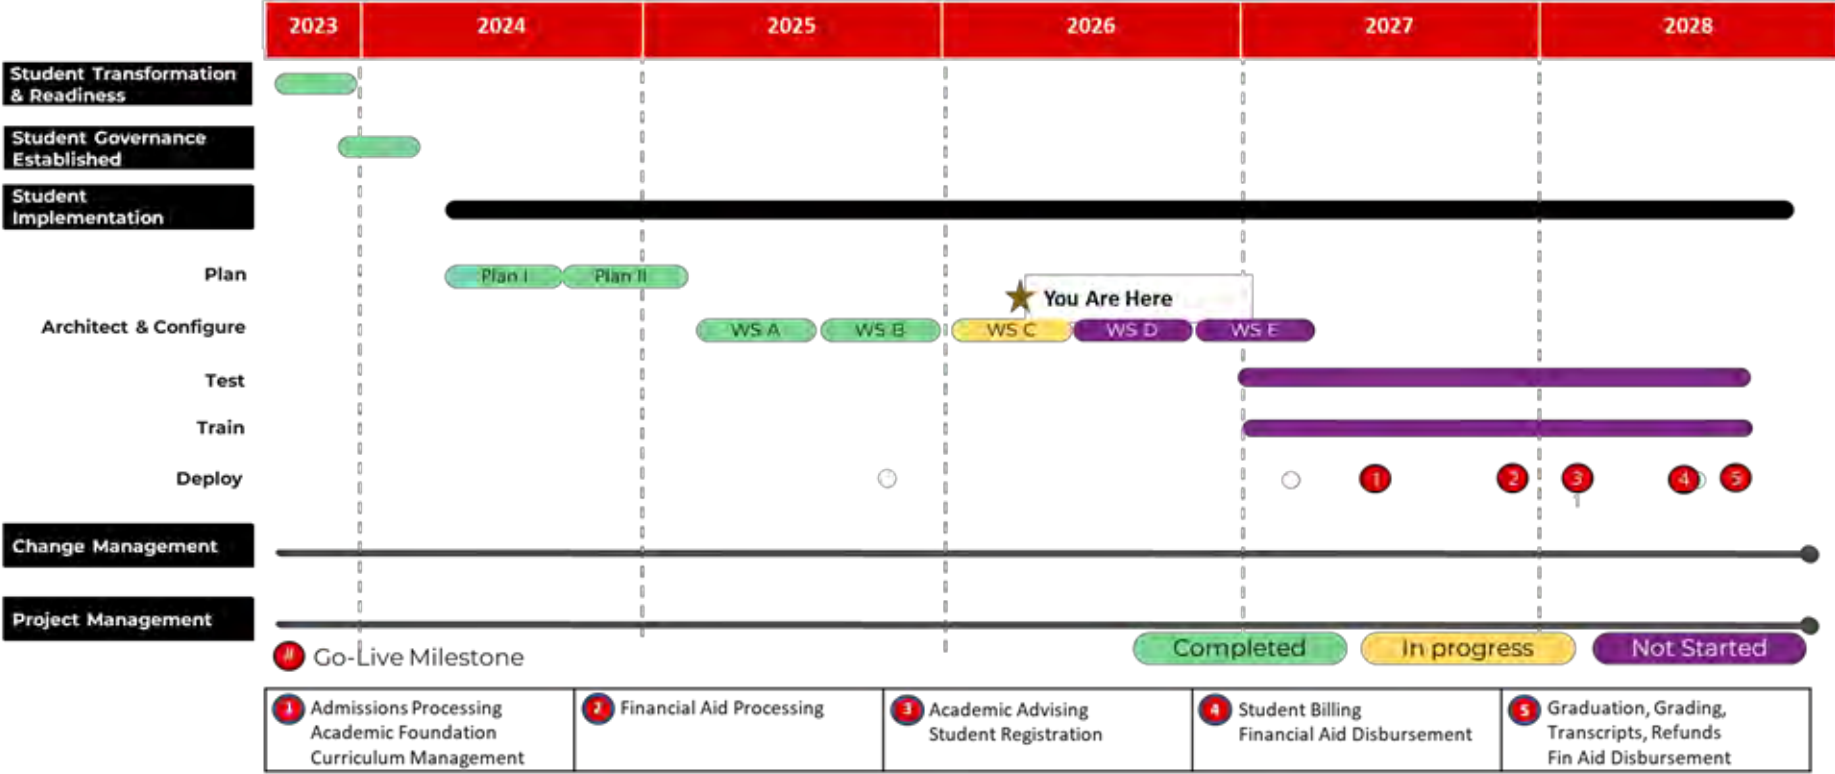 2023 2024 2025 2026 2027 2028
Student Transformation
& Readiness
Student Governance
Established
Student
Implementation
Plan Plan I Plan II
You Are Here
Architect & Configure WS A WS B WS C WS D WS E
Test
Train
Deploy 1 2 3 4 5
Change Management
Project Management
# Go-Live Milestone Completed In progress Not Started
1 Admissions Processing
Academic Foundation
Curriculum Management
2 Financial Aid Processing
3 Academic Advising
Student Registration
4 Student Billing
Financial Aid Disbursement
5 Graduation, Grading,
Transcripts, Refunds
Fin Aid Disbursement